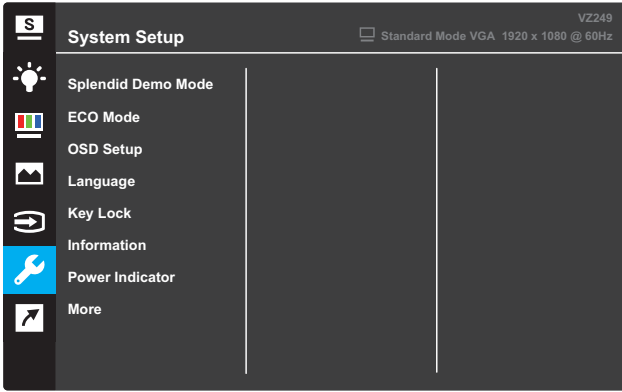 S
VZ249
System Setup
Standard Mode VGA 1920 x 1080 @ 60Hz
Splendid Demo Mode
ECO Mode
OSD Setup
Language
Key Lock
Information
Power Indicator
More